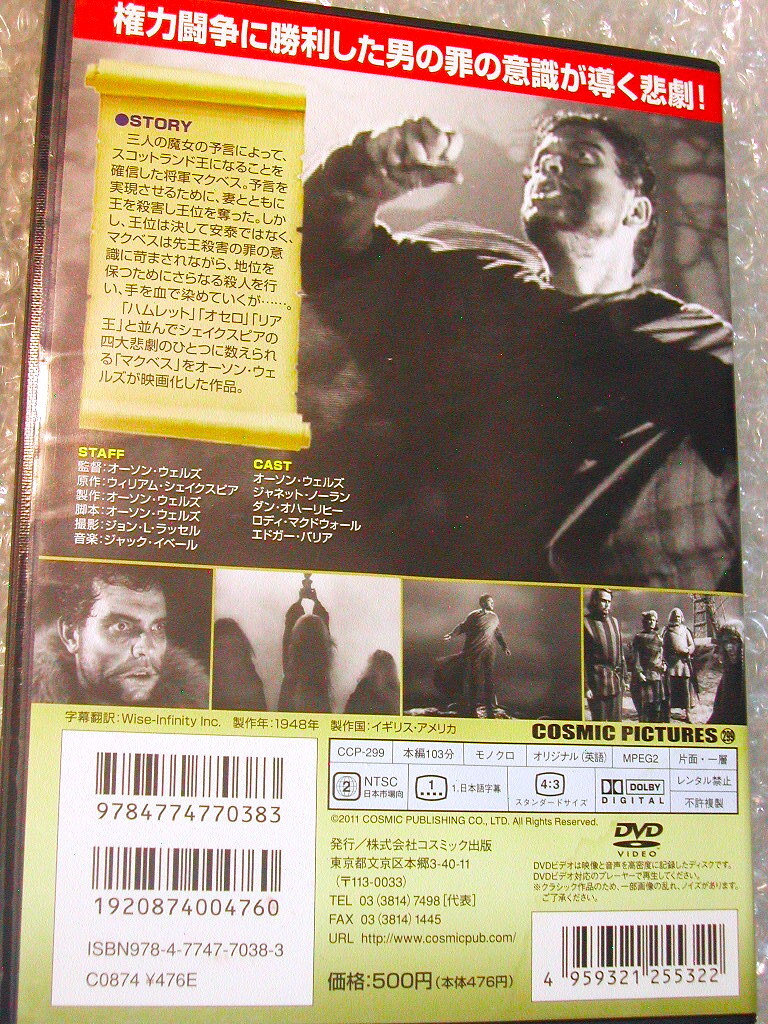 権力闘争に勝利した男の罪の意識が導く悲劇!
●STORY
三人の魔女の予言によって、
スコットランド王になることを
確信した将軍マクベス。予言を
実現させるために、妻とともに
王を殺害し王位を奪った。しか
し、王位は決して安泰ではなく、
マクベスは先王殺害の罪の意
識に苛まされながら、地位を
保つためにさらなる殺人を行
い、手を血で染めていくが……。
「ハムレット」「オセロ」「リア
王」と並んでシェイクスピアの
四大悲劇のひとつに数えられ
る「マクベス」をオーソン・ウェ
ルズが映画化した作品。
STAFF
監督:オーソン・ウェルズ
原作:ウィリアム・シェイクスピア
製作:オーソン・ウェルズ
脚本:オーソン・ウェルズ
撮影:ジョン・L・ラッセル
音楽:ジャック・イベール
CAST
オーソン・ウェルズ
ジャネット・ノーラン
ダン・オハーリヒー
ロディ・マクドウォール
エドガー・バリア
字幕翻訳:Wise-Infinity Inc. 製作年:1948年 製作国:イギリス・アメリカ
COSMIC PICTURES 299
CCP-299 本編103分 モノクロ オリジナル(英語) MPEG2 片面・一層
2 NTSC 日本市場向 1 1.日本語字幕 4:3 スタンダードサイズ DOLBY DIGITAL レンタル禁止 不許複製
©2011 COSMIC PUBLISHING CO., LTD. All Rights Reserved.
発行/株式会社コスミック出版
東京都文京区本郷3-40-11
(〒113-0033)
TEL 03(3814)7498[代表]
FAX 03(3814)1445
URL http://www.cosmicpub.com/
価格:500円(本体476円)
DVD VIDEO
DVDビデオは映像と音声を高密度に記録したディスクです。
DVDビデオ対応のプレーヤーで再生してください。
※クラシック作品のため、一部画像の乱れ、ノイズがあります。
ご了承ください。
9784774770383
1920874004760
ISBN978-4-7747-7038-3
C0874 ¥476E
4 959321 255322